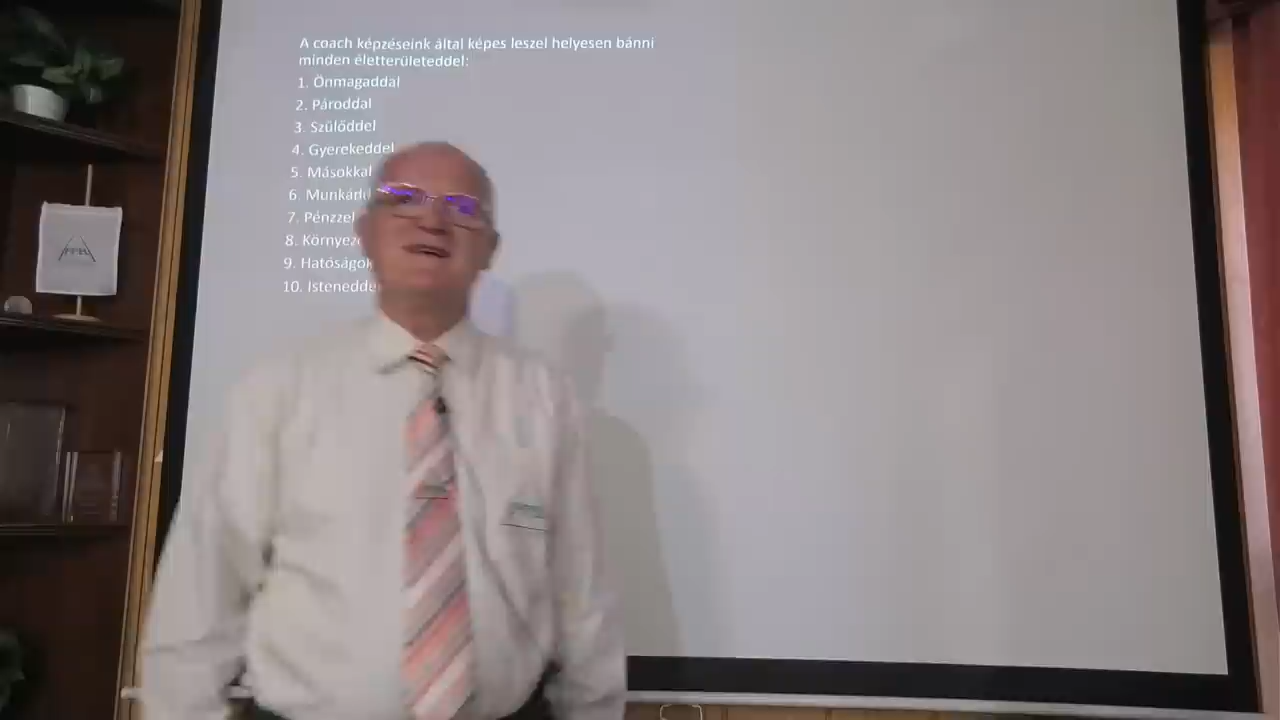 A coach képzéseink által képes leszel helyesen bánni
minden életterületeddel:
1. Önmagaddal
2. Pároddal
3. Szülőddel
4. Gyerekeddel
5. Másokkal
6.
7. Pénzzel
8.
9.
10.